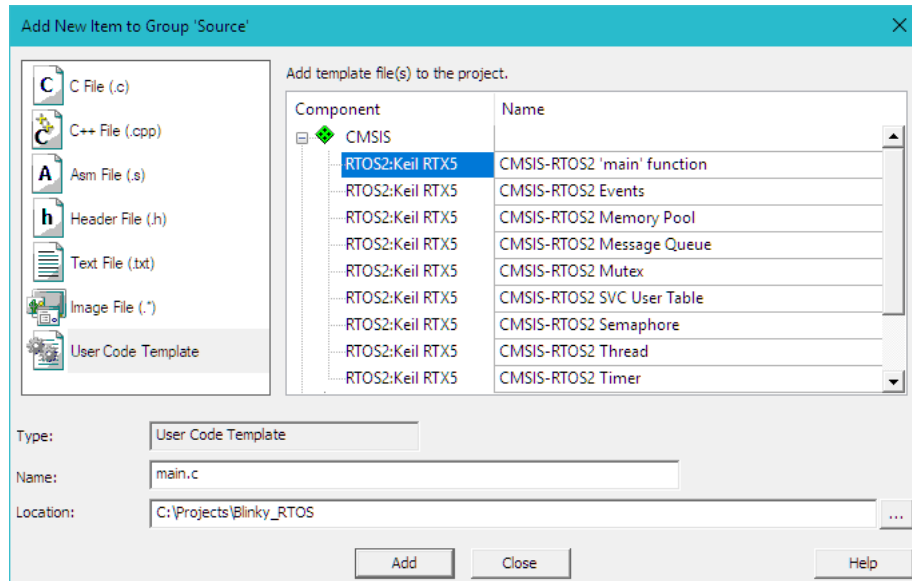 Add New Item to Group 'Source'
C File (.c)
C++ File (.cpp)
Asm File (.s)
Header File (.h)
Text File (.txt)
Image File (.*)
User Code Template
Add template file(s) to the project.
Component Name
CMSIS
RTOS2:Keil RTX5 CMSIS-RTOS2 'main' function
RTOS2:Keil RTX5 CMSIS-RTOS2 Events
RTOS2:Keil RTX5 CMSIS-RTOS2 Memory Pool
RTOS2:Keil RTX5 CMSIS-RTOS2 Message Queue
RTOS2:Keil RTX5 CMSIS-RTOS2 Mutex
RTOS2:Keil RTX5 CMSIS-RTOS2 SVC User Table
RTOS2:Keil RTX5 CMSIS-RTOS2 Semaphore
RTOS2:Keil RTX5 CMSIS-RTOS2 Thread
RTOS2:Keil RTX5 CMSIS-RTOS2 Timer
Type: User Code Template
Name: main.c
Location: C:\Projects\Blinky_RTOS ...
Add Close Help